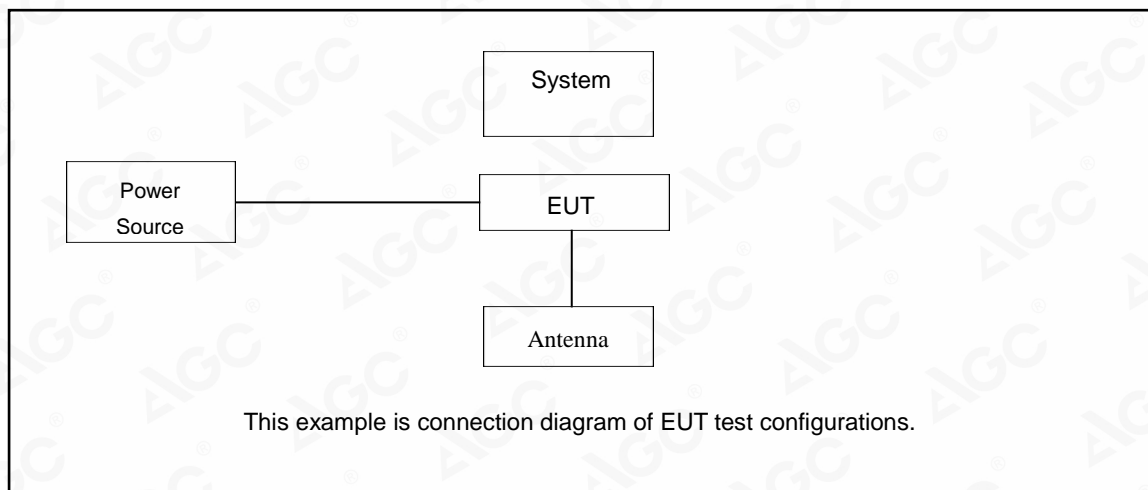 System
Power
Source
EUT
Antenna
This example is connection diagram of EUT test configurations.